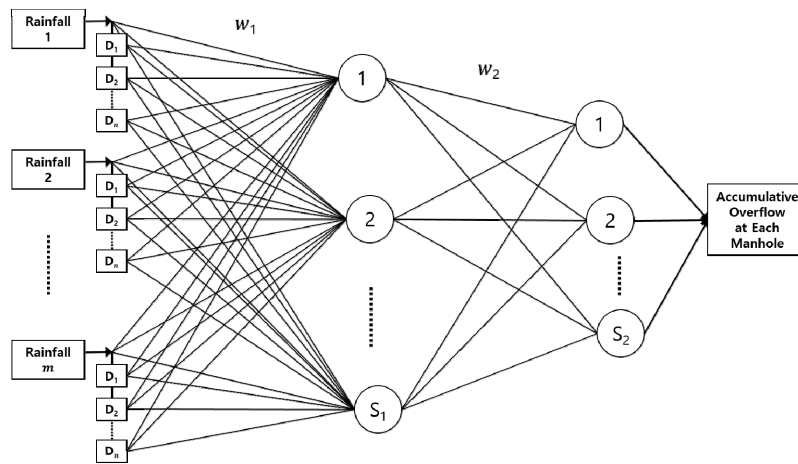 Rainfall
1
D₁
D₂
Dₙ
Rainfall
2
D₁
D₂
Dₙ
Rainfall
m
D₁
D₂
Dₙ
w₁
1
2
S₁
w₂
1
2
S₂
Accumulative
Overflow
at Each
Manhole